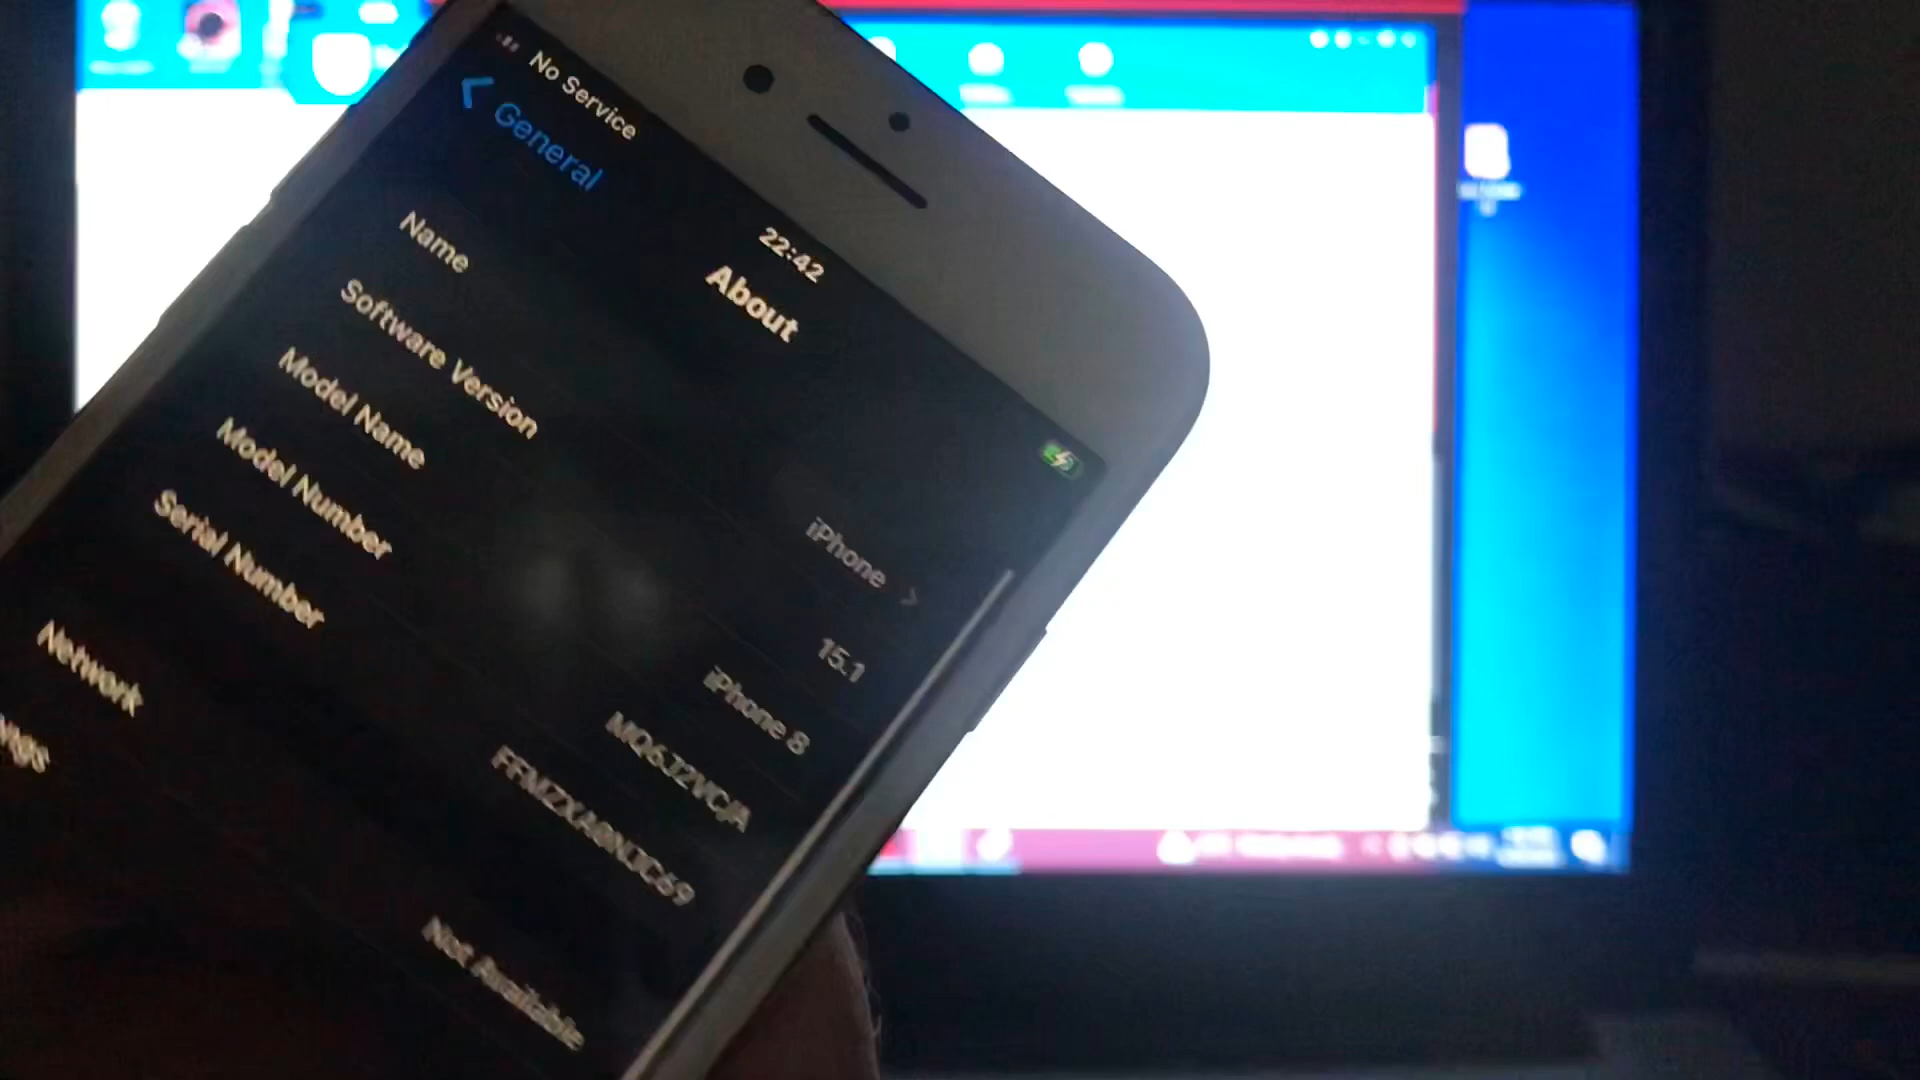 No Service
22:42
General
About
Name
iPhone
Software Version
15.1
Model Name
iPhone 8
Model Number
MQ6J2VC/A
Serial Number
Network
Not Available